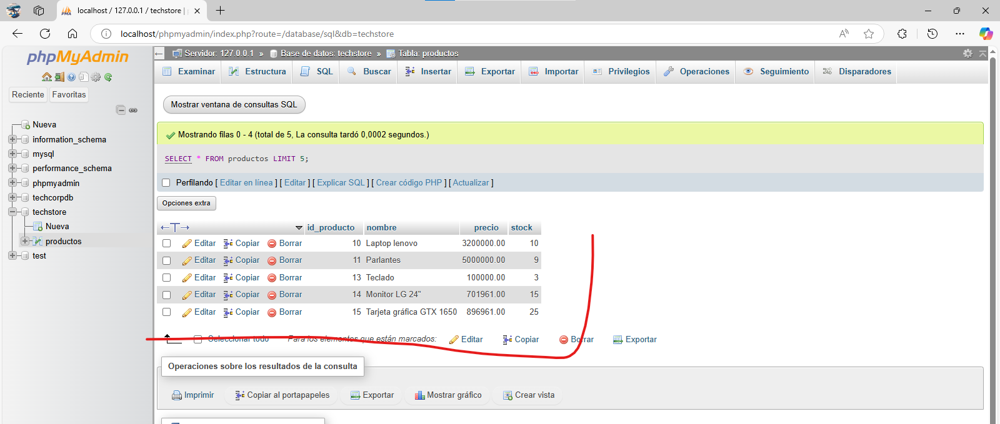 localhost / 127.0.0.1 / techstore |
localhost/phpmyadmin/index.php?route=/database/sql&db=techstore
phpMyAdmin
Reciente Favoritas
Nueva
information_schema
mysql
performance_schema
phpmyadmin
techcorpdb
techstore
Nueva
productos
test
Servidor: 127.0.0.1 » Base de datos: techstore » Tabla: productos
Examinar Estructura SQL Buscar Insertar Exportar Importar Privilegios Operaciones Seguimiento Disparadores
Mostrar ventana de consultas SQL
Mostrando filas 0 - 4 (total de 5, La consulta tardó 0,0002 segundos.)
SELECT * FROM productos LIMIT 5;
Perfilando [ Editar en línea ] [ Editar ] [ Explicar SQL ] [ Crear código PHP ] [ Actualizar ]
Opciones extra
←T→ id_producto nombre precio stock
Editar Copiar Borrar 10 Laptop lenovo 3200000.00 10
Editar Copiar Borrar 11 Parlantes 5000000.00 9
Editar Copiar Borrar 13 Teclado 100000.00 3
Editar Copiar Borrar 14 Monitor LG 24" 701961.00 15
Editar Copiar Borrar 15 Tarjeta gráfica GTX 1650 896961.00 25
Seleccionar todo Para los elementos que están marcados: Editar Copiar Borrar Exportar
Operaciones sobre los resultados de la consulta
Imprimir Copiar al portapapeles Exportar Mostrar gráfico Crear vista